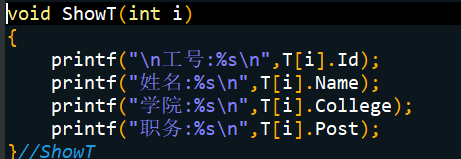 void ShowT(int i)
{
    printf("\n工号:%s\n",T[i].Id);
    printf("姓名:%s\n",T[i].Name);
    printf("学院:%s\n",T[i].College);
    printf("职务:%s\n",T[i].Post);
}//ShowT